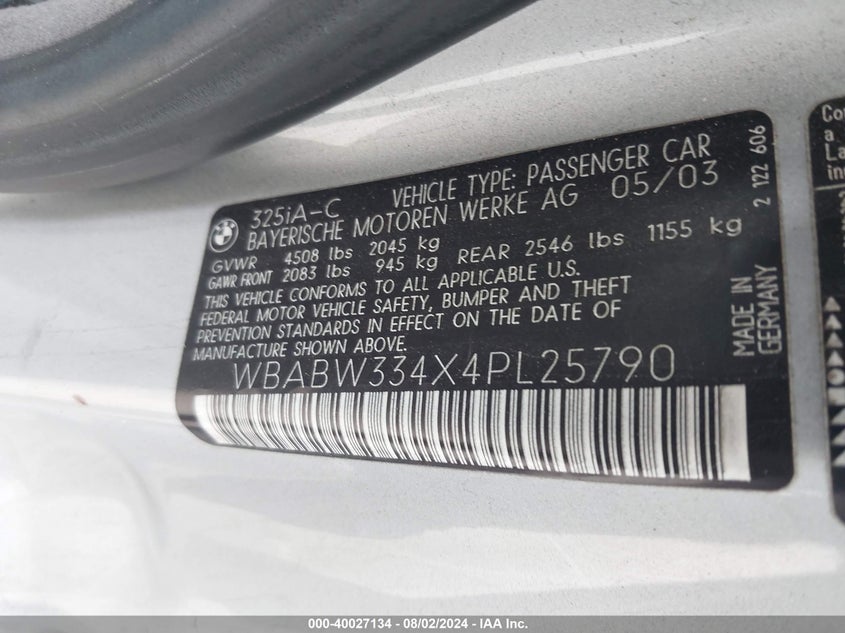 325iA-C VEHICLE TYPE: PASSENGER CAR
BAYERISCHE MOTOREN WERKE AG 05/03
GVWR 4508 lbs 2045 kg
GAWR FRONT 2083 lbs 945 kg REAR 2546 lbs 1155 kg
THIS VEHICLE CONFORMS TO ALL APPLICABLE U.S.
FEDERAL MOTOR VEHICLE SAFETY, BUMPER AND THEFT
PREVENTION STANDARDS IN EFFECT ON THE DATE OF
MANUFACTURE SHOWN ABOVE.
WBABW334X4PL25790
2 122 606
MADE IN
GERMANY
Co
a
La
in
000-40027134 - 08/02/2024 - IAA Inc.